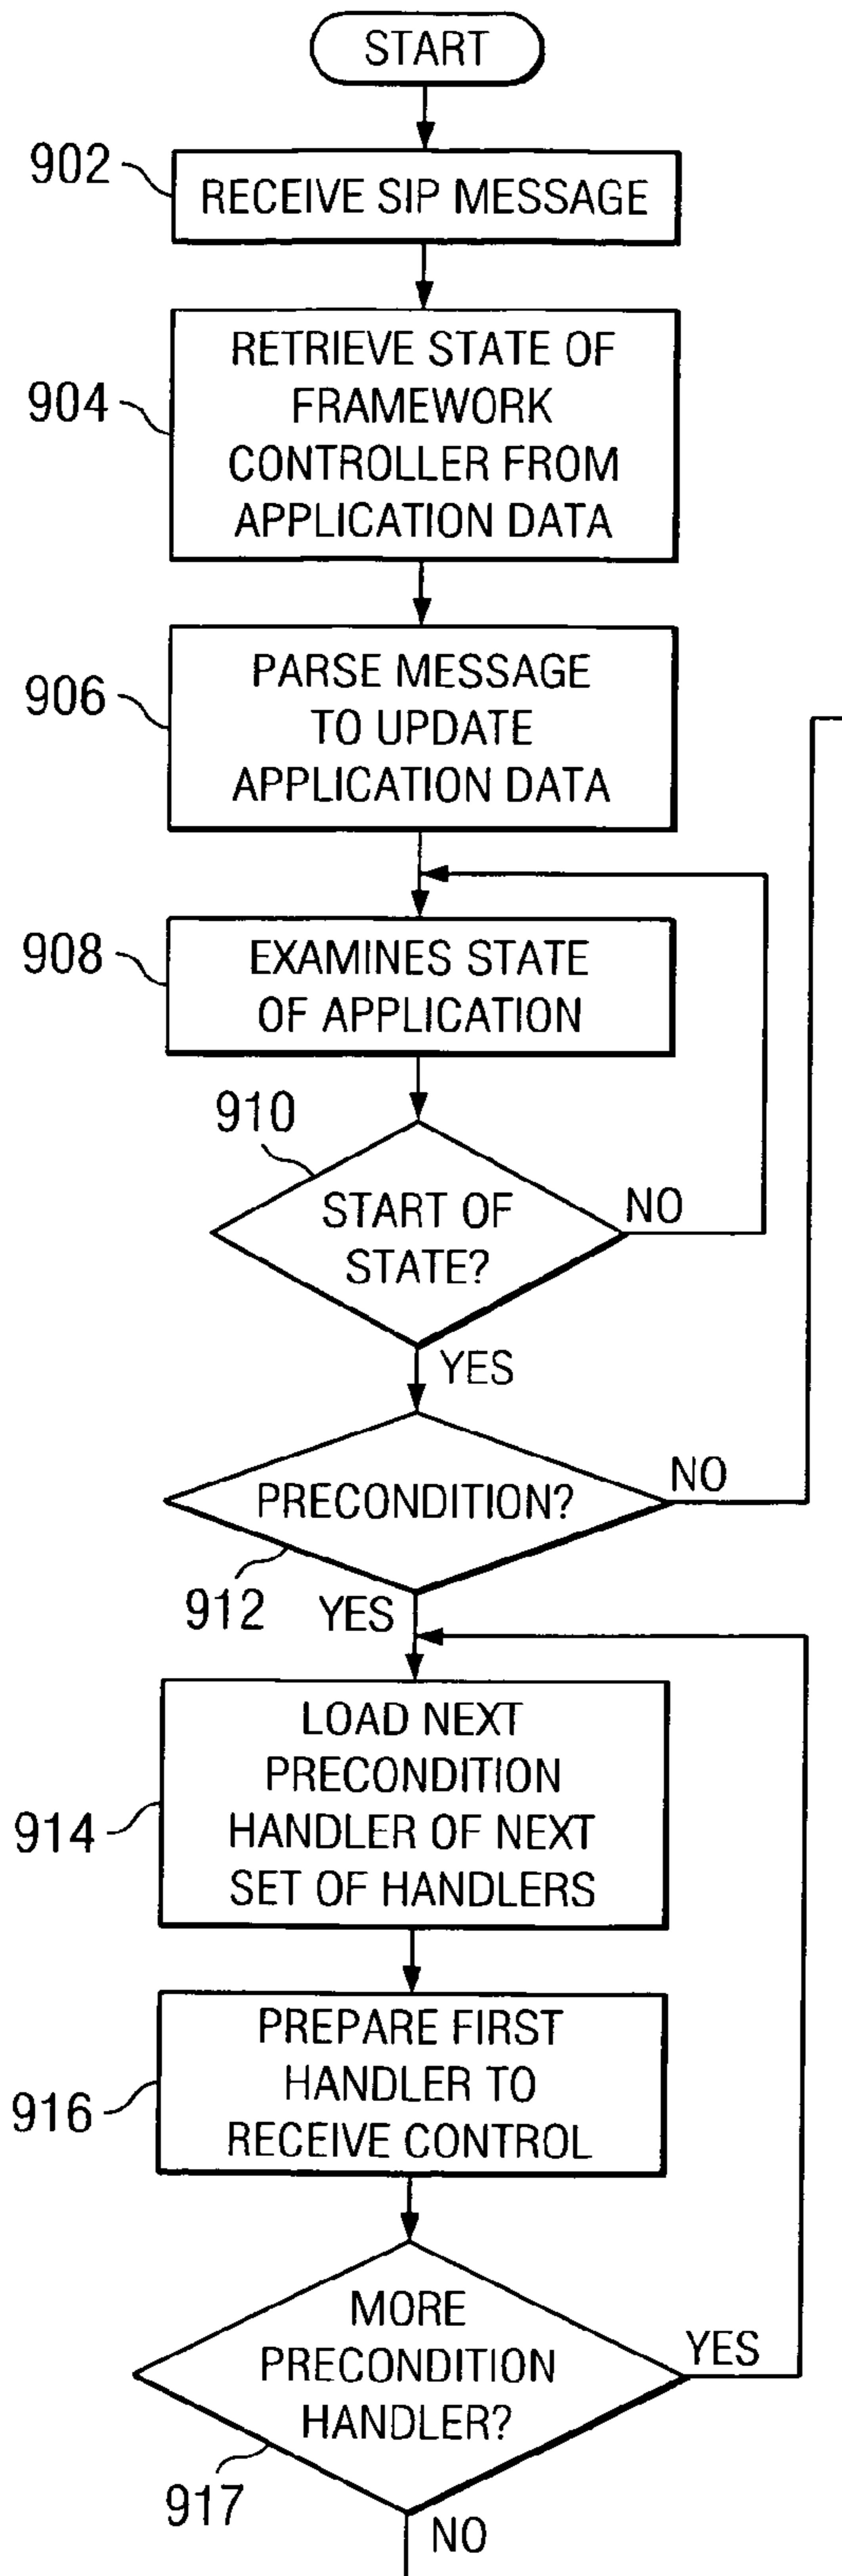 START
902
RECEIVE SIP MESSAGE
904
RETRIEVE STATE OF
FRAMEWORK
CONTROLLER FROM
APPLICATION DATA
906
PARSE MESSAGE
TO UPDATE
APPLICATION DATA
908
EXAMINES STATE
OF APPLICATION
910
START OF
STATE?
NO
YES
PRECONDITION?
NO
912
YES
LOAD NEXT
PRECONDITION
HANDLER OF NEXT
SET OF HANDLERS
914
PREPARE FIRST
HANDLER TO
RECEIVE CONTROL
916
MORE
PRECONDITION
HANDLER?
YES
917
NO